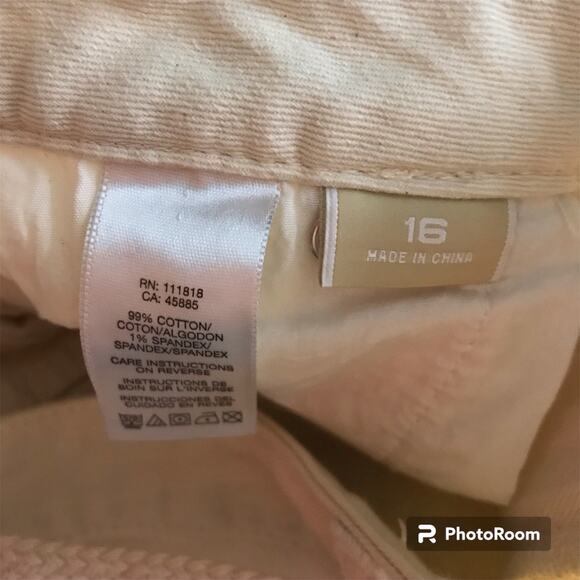 16
MADE IN CHINA
RN: 111818
CA: 45885
99% COTTON/
COTON/ALGODON
1% SPANDEX/
SPANDEX/SPANDEX
CARE INSTRUCTIONS
ON REVERSE
INSTRUCTIONS DE
SOIN SUR L'INVERSE
INSTRUCCIONES DEL
CUIDADO EN REVES
PhotoRoom